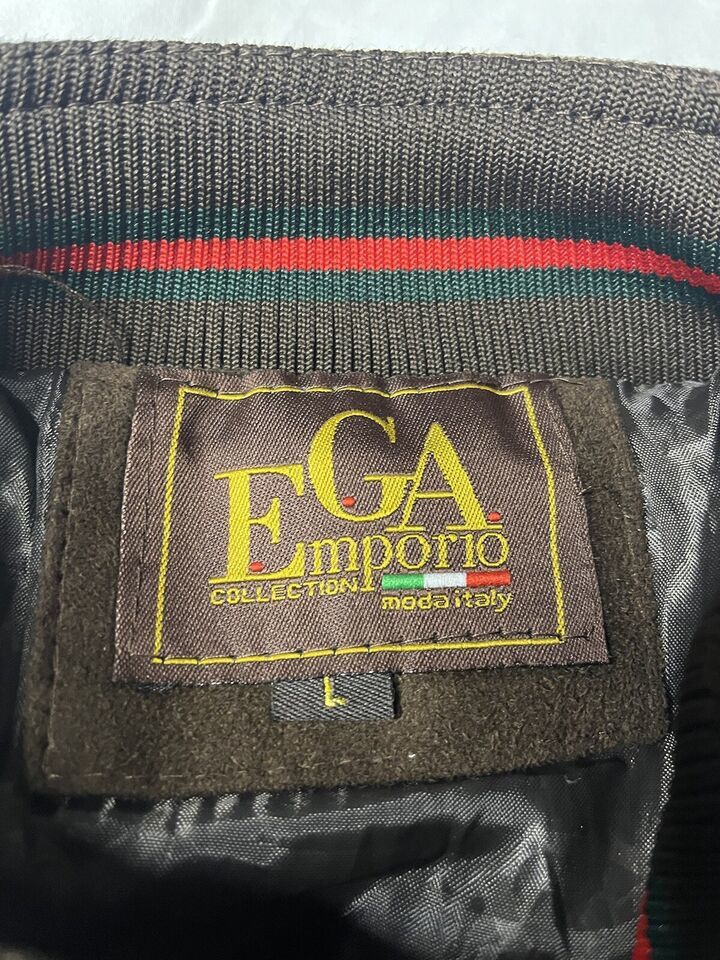 E.G.A.
Emporio
COLLECTION
moda italy
L